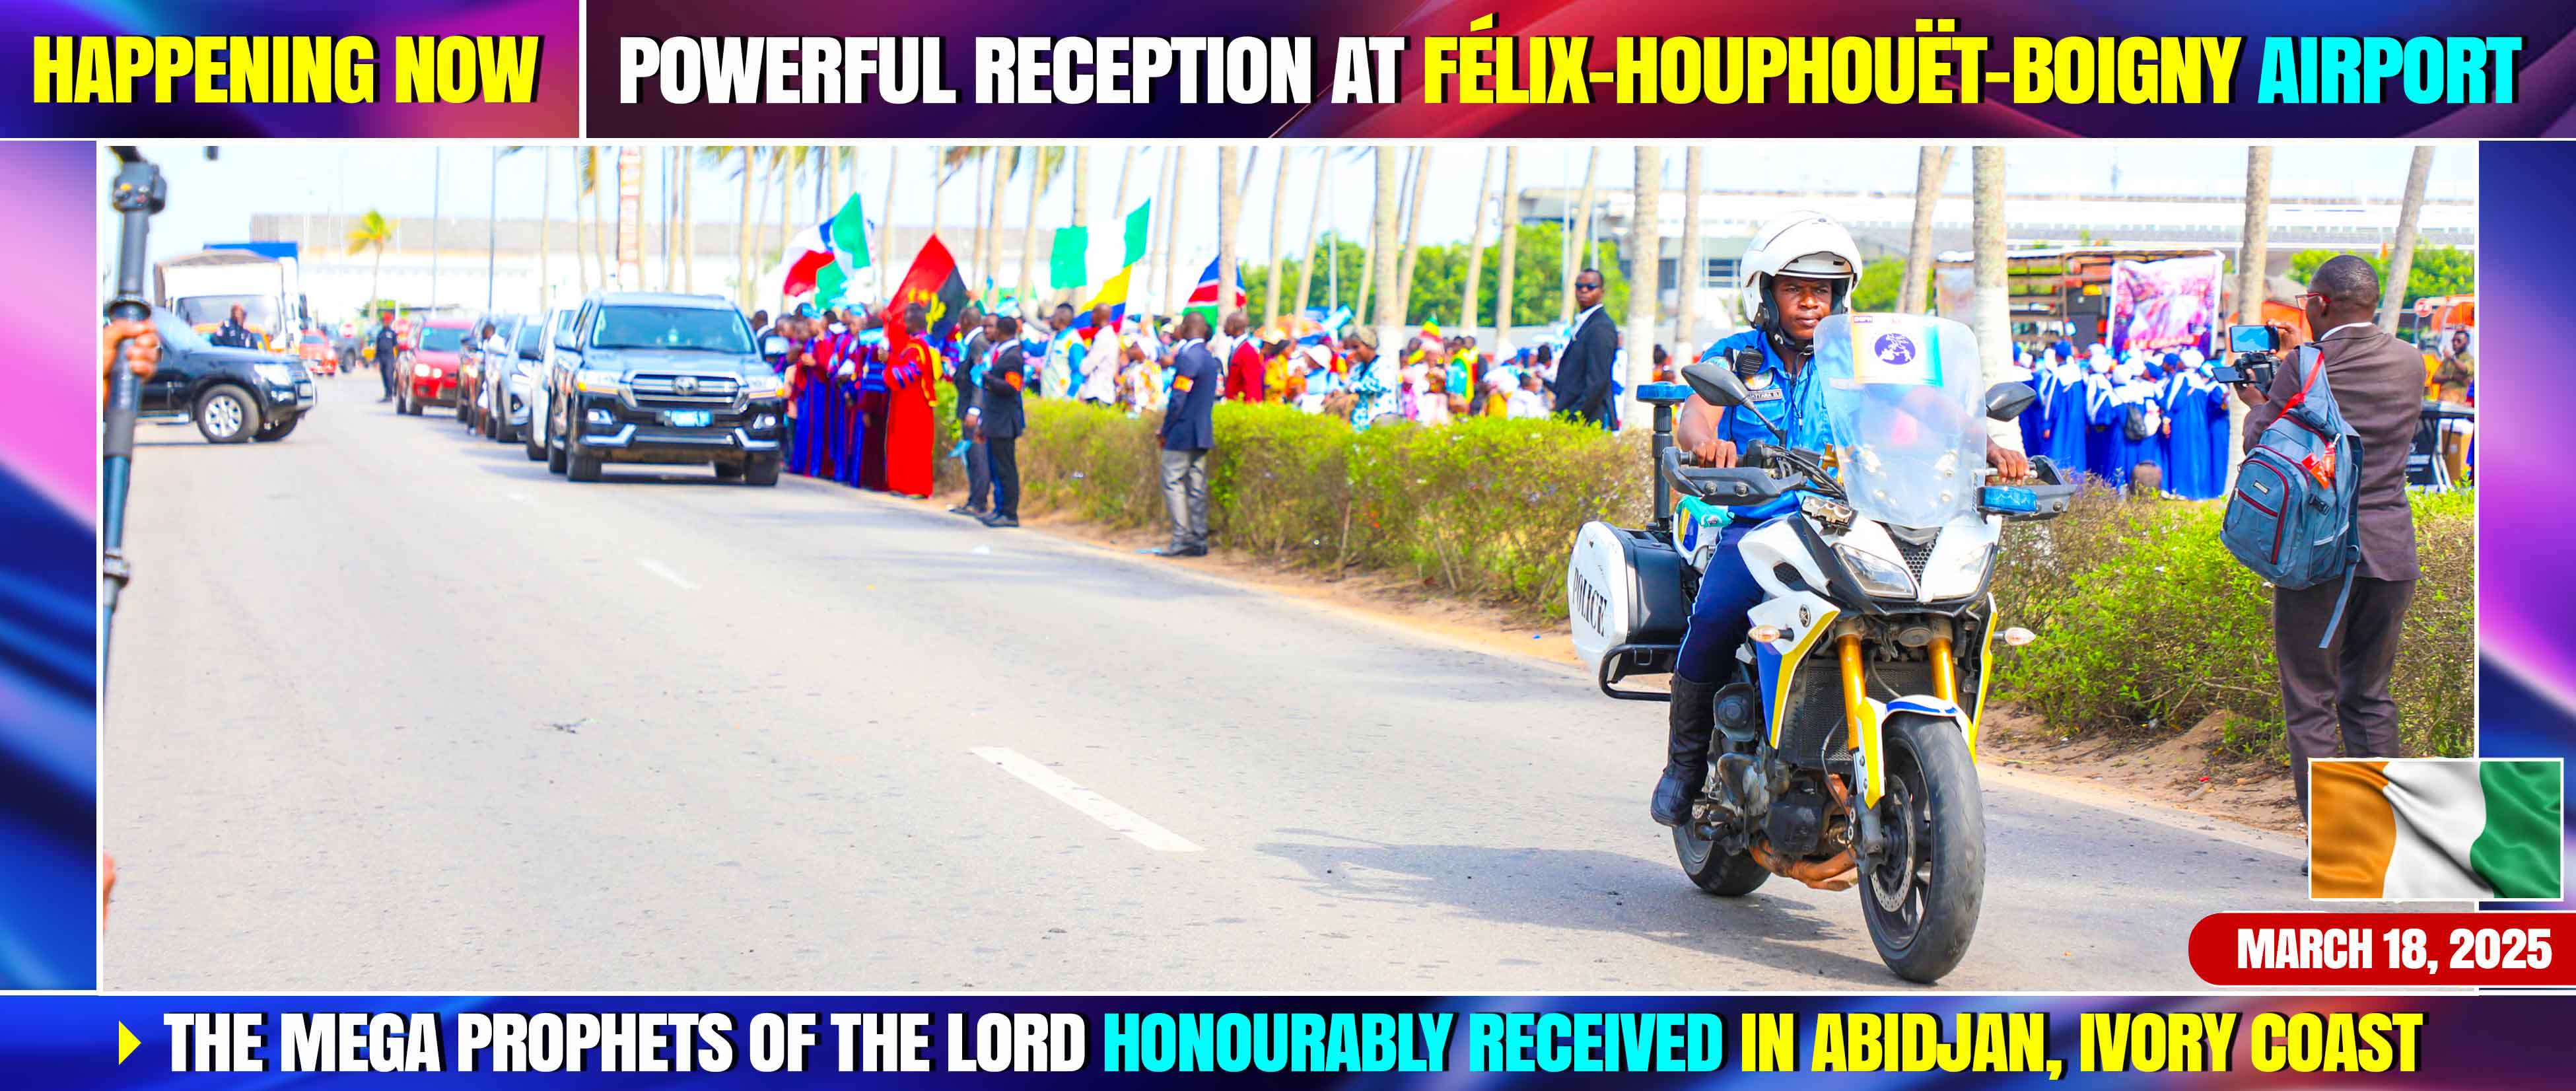 HAPPENING NOW
POWERFUL RECEPTION AT FÉLIX-HOUPHOUËT-BOIGNY AIRPORT
POLICE
MARCH 18, 2025
THE MEGA PROPHETS OF THE LORD HONOURABLY RECEIVED IN ABIDJAN, IVORY COAST